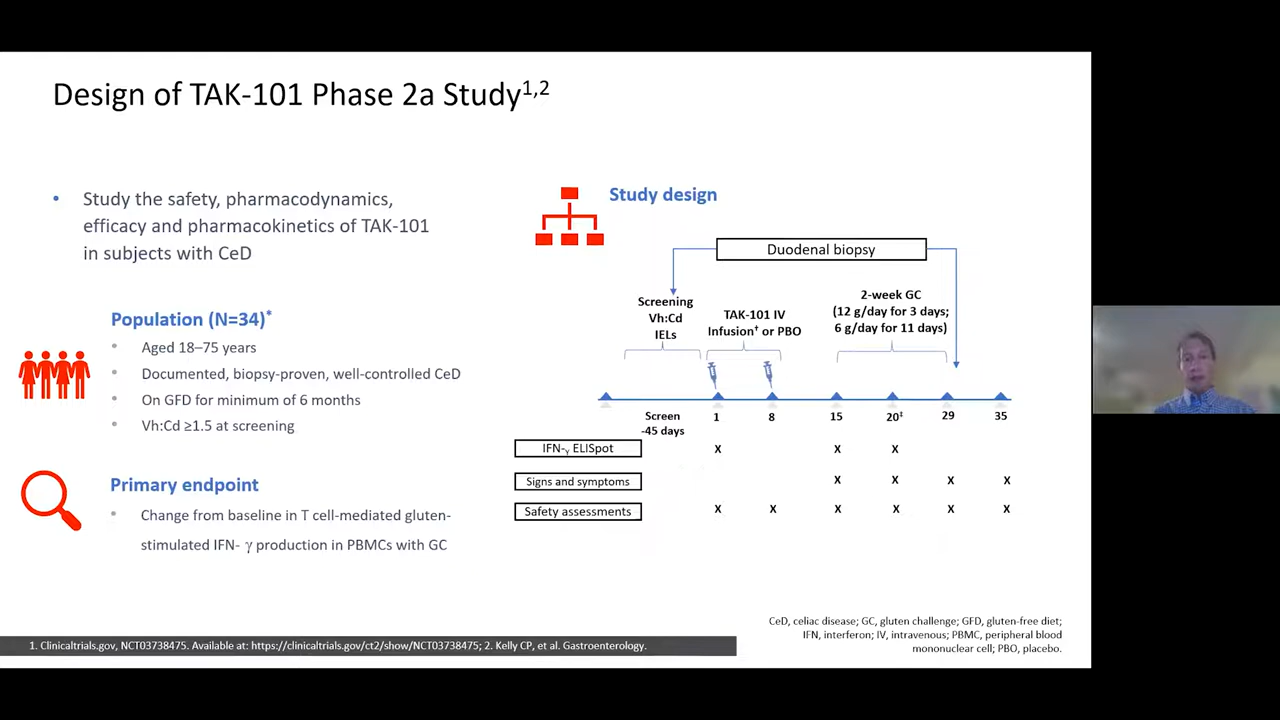 Design of TAK-101 Phase 2a Study1,2
• Study the safety, pharmacodynamics,
efficacy and pharmacokinetics of TAK-101
in subjects with CeD
Population (N=34)*
• Aged 18–75 years
• Documented, biopsy-proven, well-controlled CeD
• On GFD for minimum of 6 months
• Vh:Cd ≥1.5 at screening
Primary endpoint
• Change from baseline in T cell-mediated gluten-
stimulated IFN- γ production in PBMCs with GC
Study design
Duodenal biopsy
Screening
Vh:Cd
IELs
TAK-101 IV
Infusion† or PBO
2-week GC
(12 g/day for 3 days;
6 g/day for 11 days)
Screen
-45 days
1 8 15 20‡ 29 35
IFN-γ ELISpot X X X
Signs and symptoms X X X X
Safety assessments X X X X X X
CeD, celiac disease; GC, gluten challenge; GFD, gluten-free diet;
IFN, interferon; IV, intravenous; PBMC, peripheral blood
mononuclear cell; PBO, placebo.
1. Clinicaltrials.gov, NCT03738475. Available at: https://clinicaltrials.gov/ct2/show/NCT03738475; 2. Kelly CP, et al. Gastroenterology.